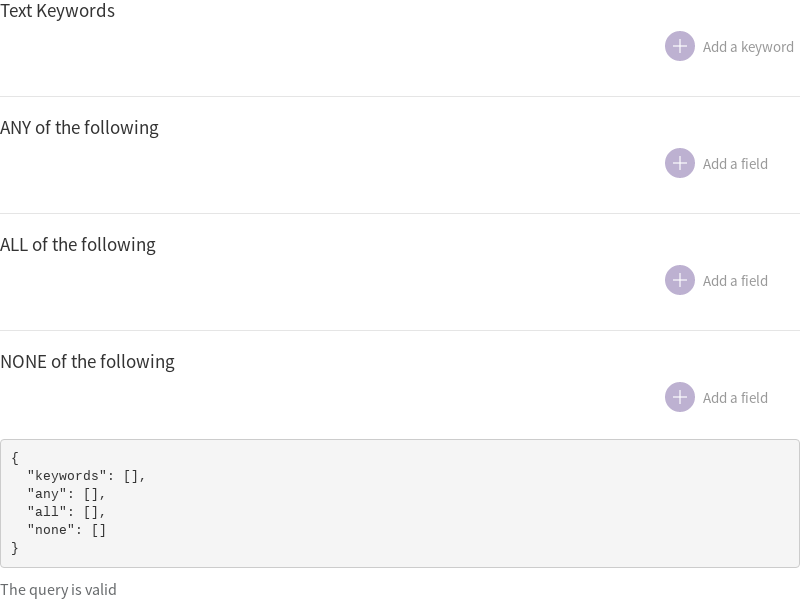 Text Keywords
Add a keyword
ANY of the following
Add a field
ALL of the following
Add a field
NONE of the following
Add a field
{
  "keywords": [],
  "any": [],
  "all": [],
  "none": []
}
The query is valid